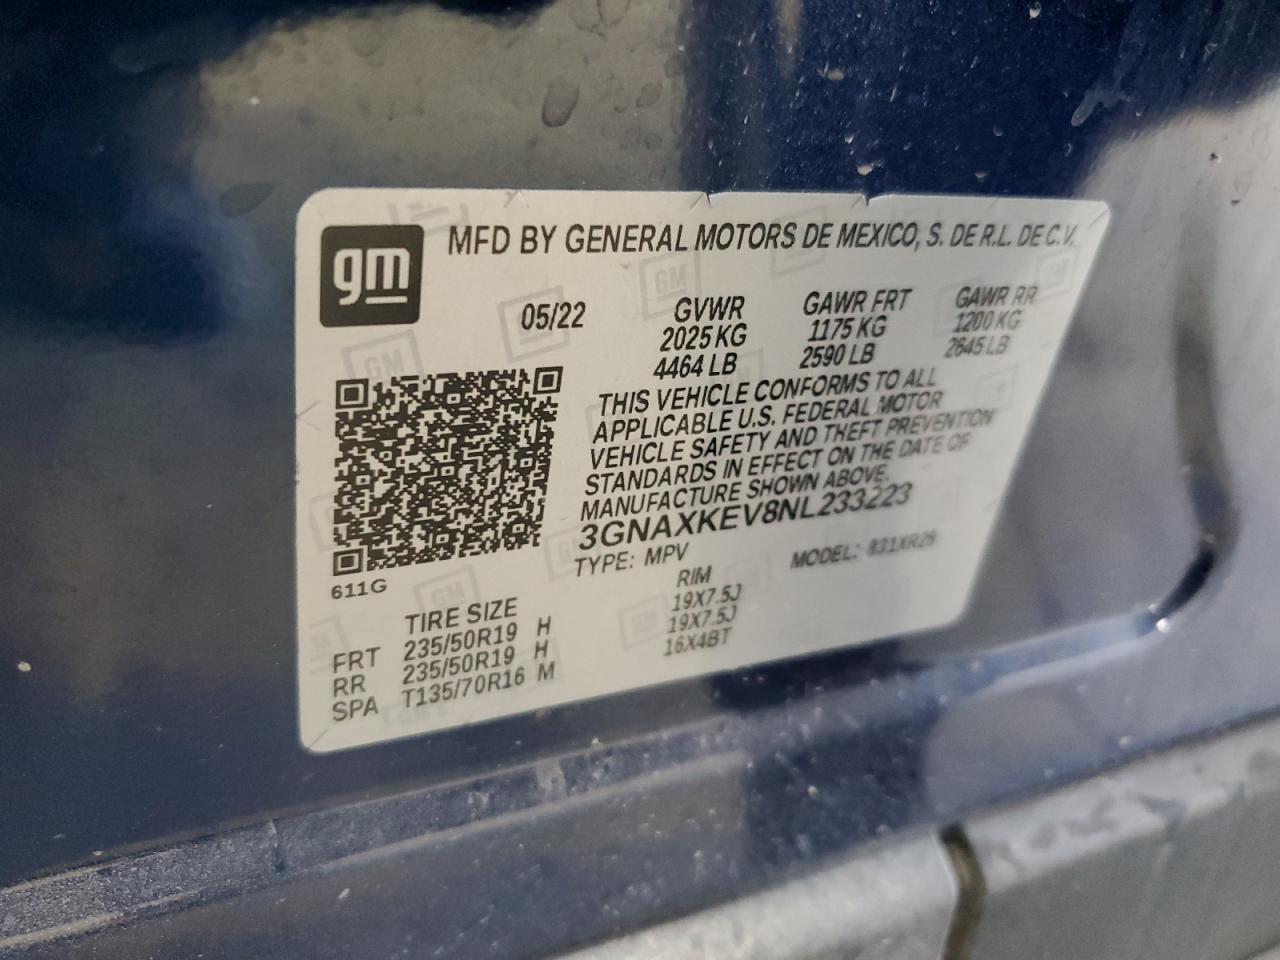 gm
MFD BY GENERAL MOTORS DE MEXICO, S. DE R.L. DE C.V.
05/22 GVWR GAWR FRT GAWR RR
2025 KG 1175 KG 1200 KG
4464 LB 2590 LB 2645 LB
THIS VEHICLE CONFORMS TO ALL
APPLICABLE U.S. FEDERAL MOTOR
VEHICLE SAFETY AND THEFT PREVENTION
STANDARDS IN EFFECT ON THE DATE OF
MANUFACTURE SHOWN ABOVE.
3GNAXKEV8NL233223
TYPE: MPV MODEL: 831XR26
611G
TIRE SIZE RIM
FRT 235/50R19 H 19X7.5J
RR 235/50R19 H 19X7.5J
SPA T135/70R16 M 16X4BT